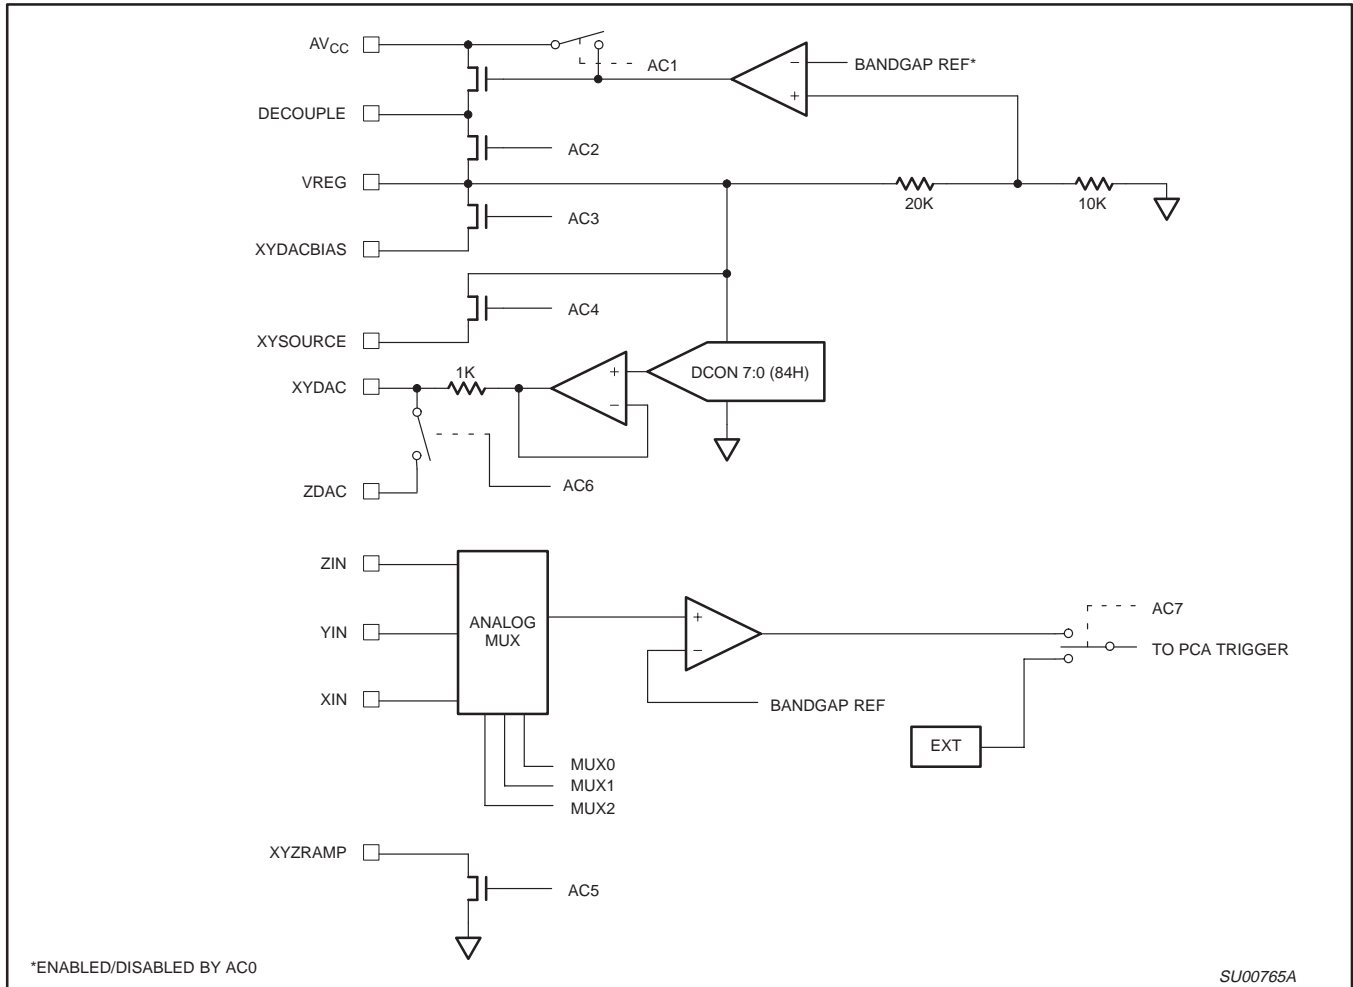 AVCC
AC1
BANDGAP REF*
−
+
DECOUPLE
AC2
VREG
20K
10K
AC3
XYDACBIAS
AC4
XYSOURCE
XYDAC
1K
+
−
DCON 7:0 (84H)
ZDAC
AC6
ZIN
YIN
XIN
ANALOG
MUX
+
−
BANDGAP REF
AC7
TO PCA TRIGGER
EXT
MUX0
MUX1
MUX2
XYZRAMP
AC5
*ENABLED/DISABLED BY AC0
SU00765A